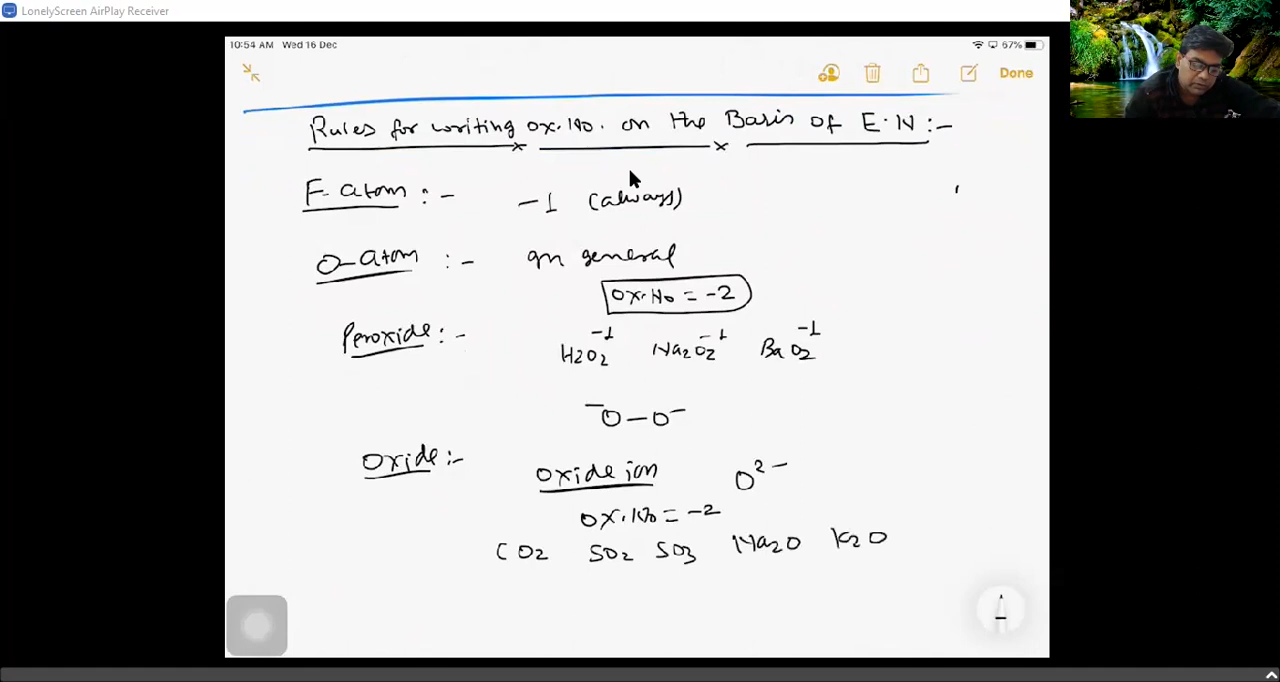 LonelyScreen AirPlay Receiver
10:54 AM Wed 16 Dec
67%
Done
Rules for writing ox.No. on the Basis of E.N :-
F-atom :- -1 (always)
O-atom :- In general
Ox.No = -2
Peroxide :- H2O2⁻¹ Na2O2⁻¹ BaO2⁻¹
⁻O-O⁻
Oxide :- Oxide ion O²⁻
Ox.No = -2
CO2 SO2 SO3 Na2O K2O